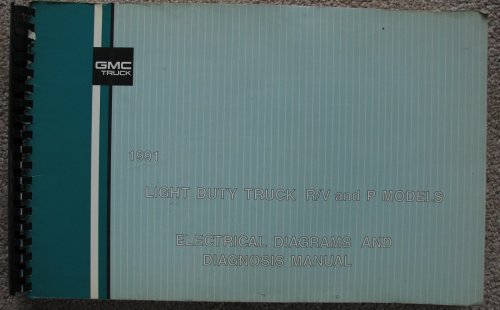 GMC
TRUCK
1991
LIGHT DUTY TRUCK R/V and P MODELS
ELECTRICAL DIAGRAMS AND
DIAGNOSIS MANUAL